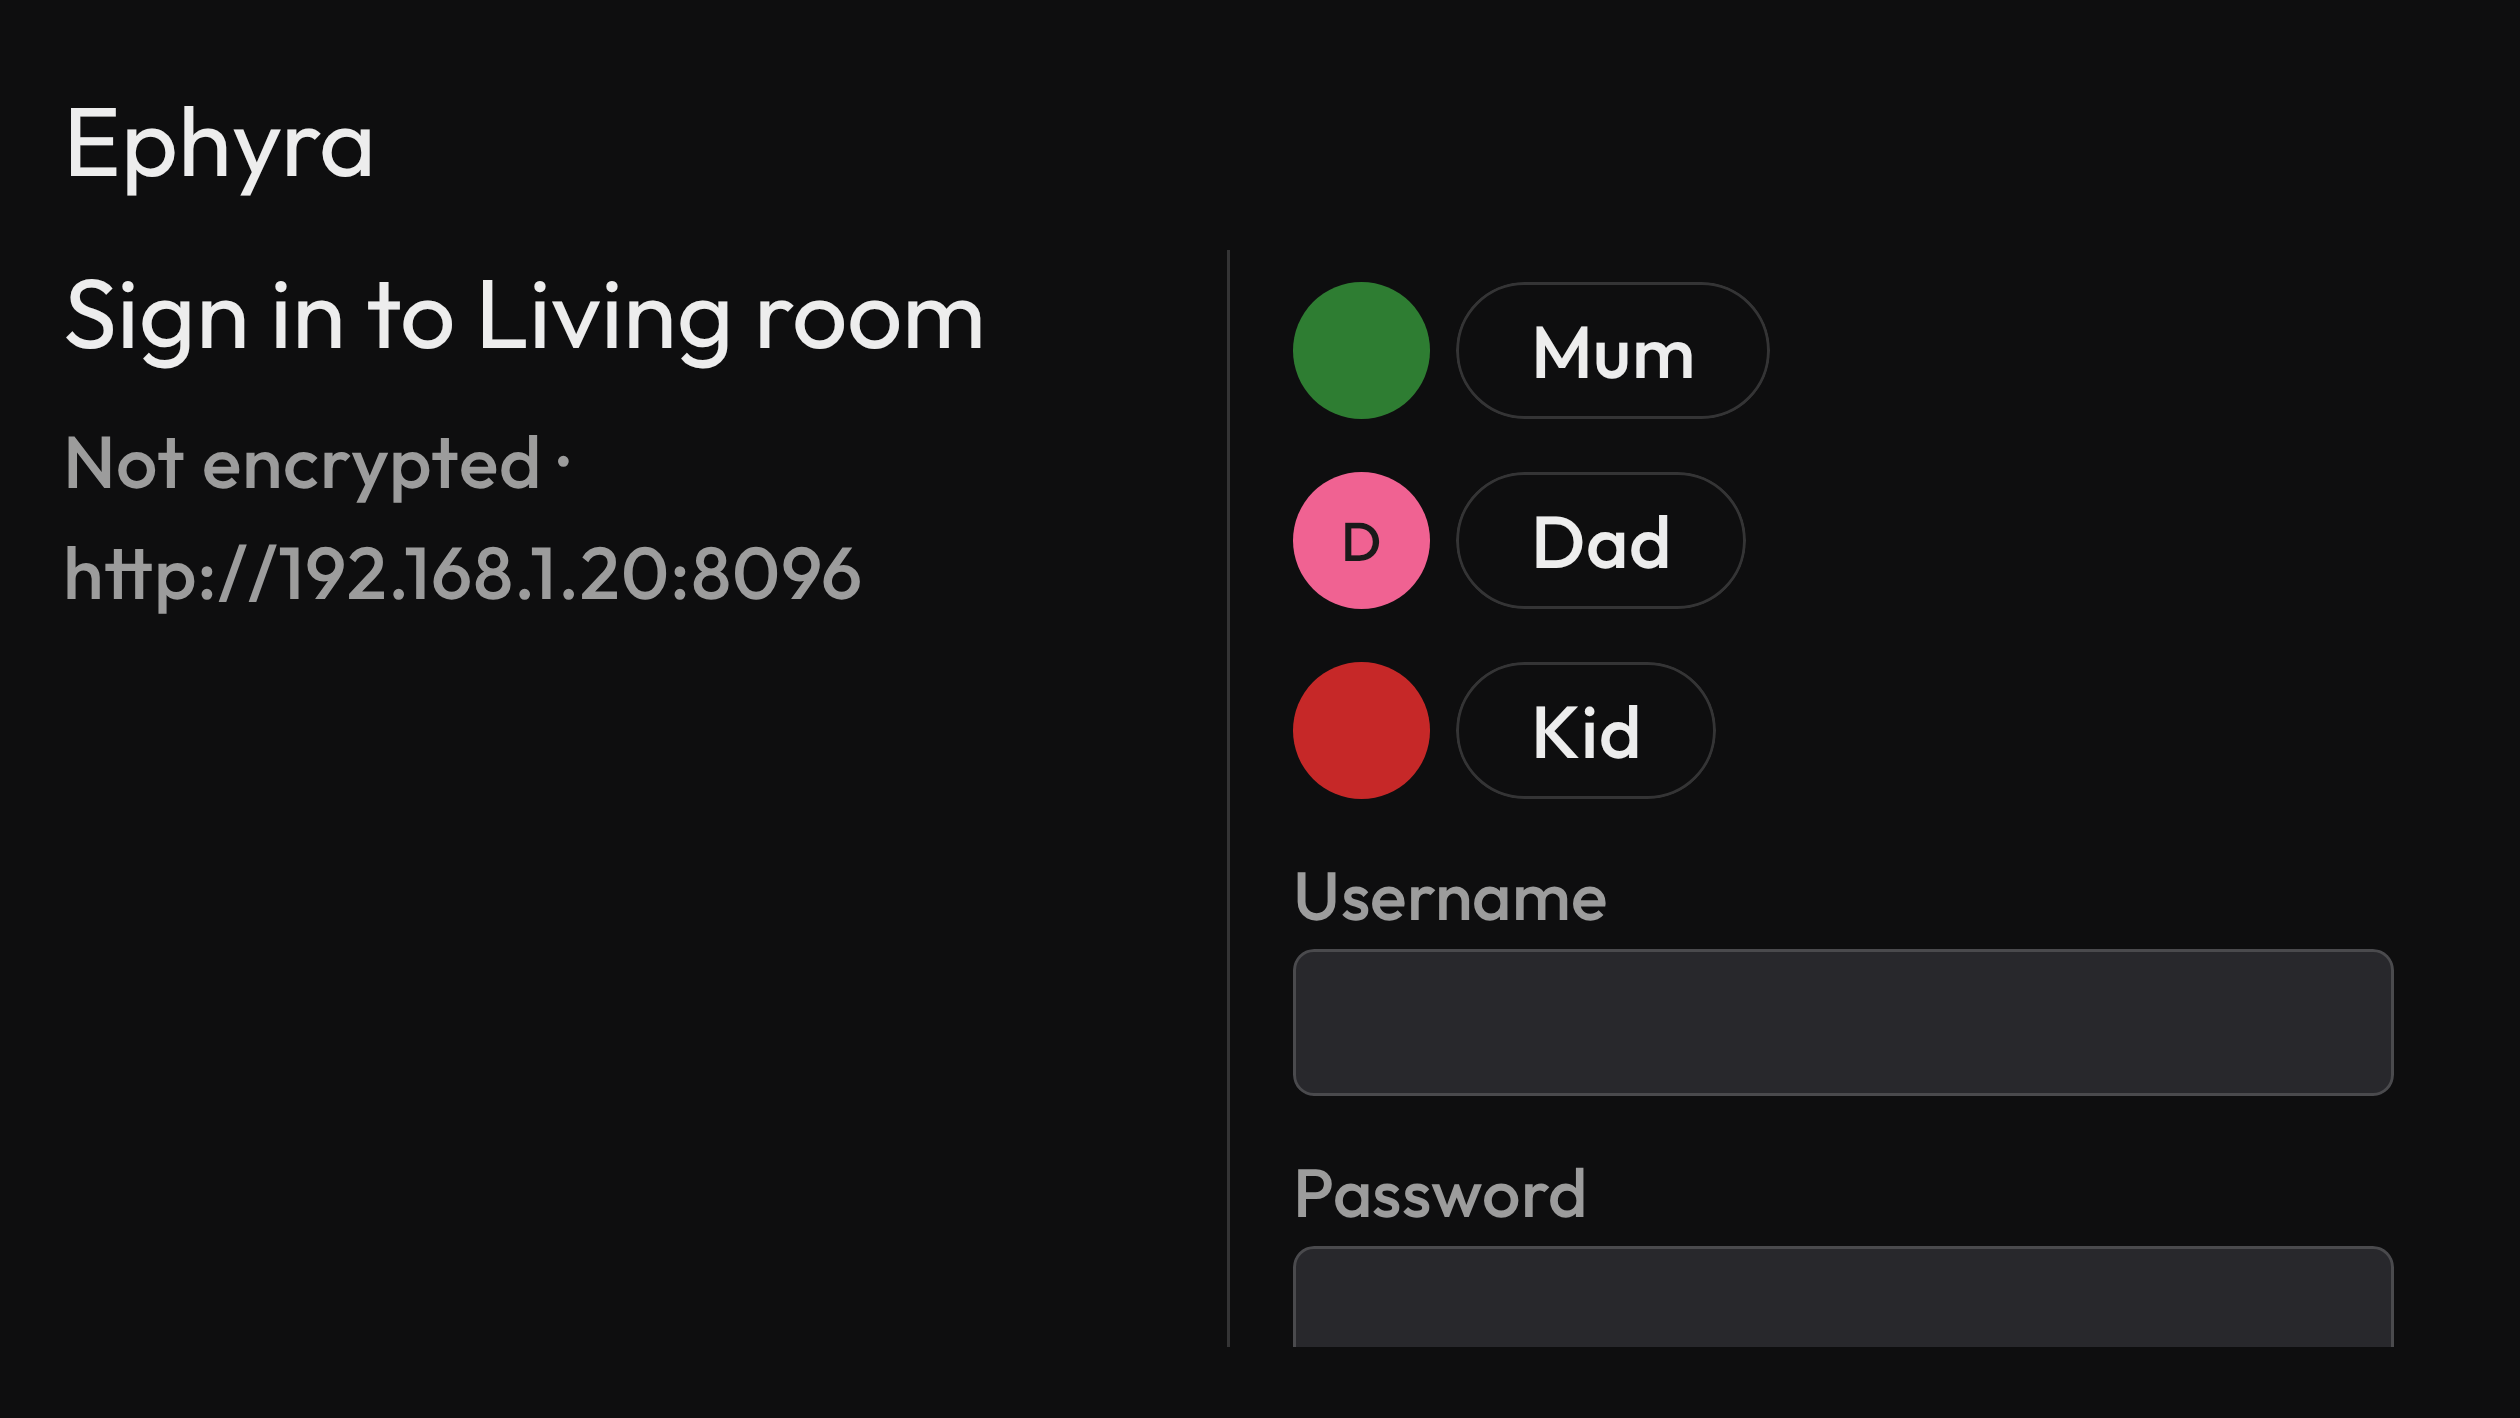 Ephyra
Sign in to Living room
Not encrypted ·
http://192.168.1.20:8096
Mum
D
Dad
Kid
Username
Password